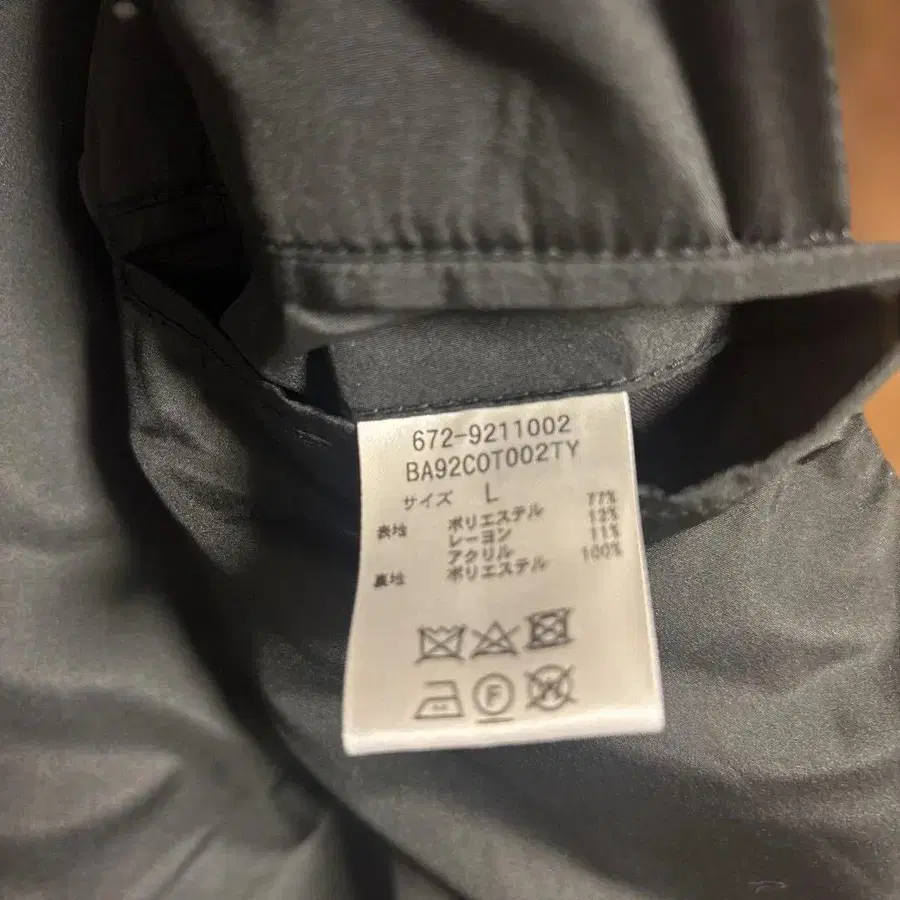 672-9211002
BA92COT002TY
サイズ L
表地 ポリエステル 77%
レーヨン 12%
アクリル 11%
裏地 ポリエステル 100%
F